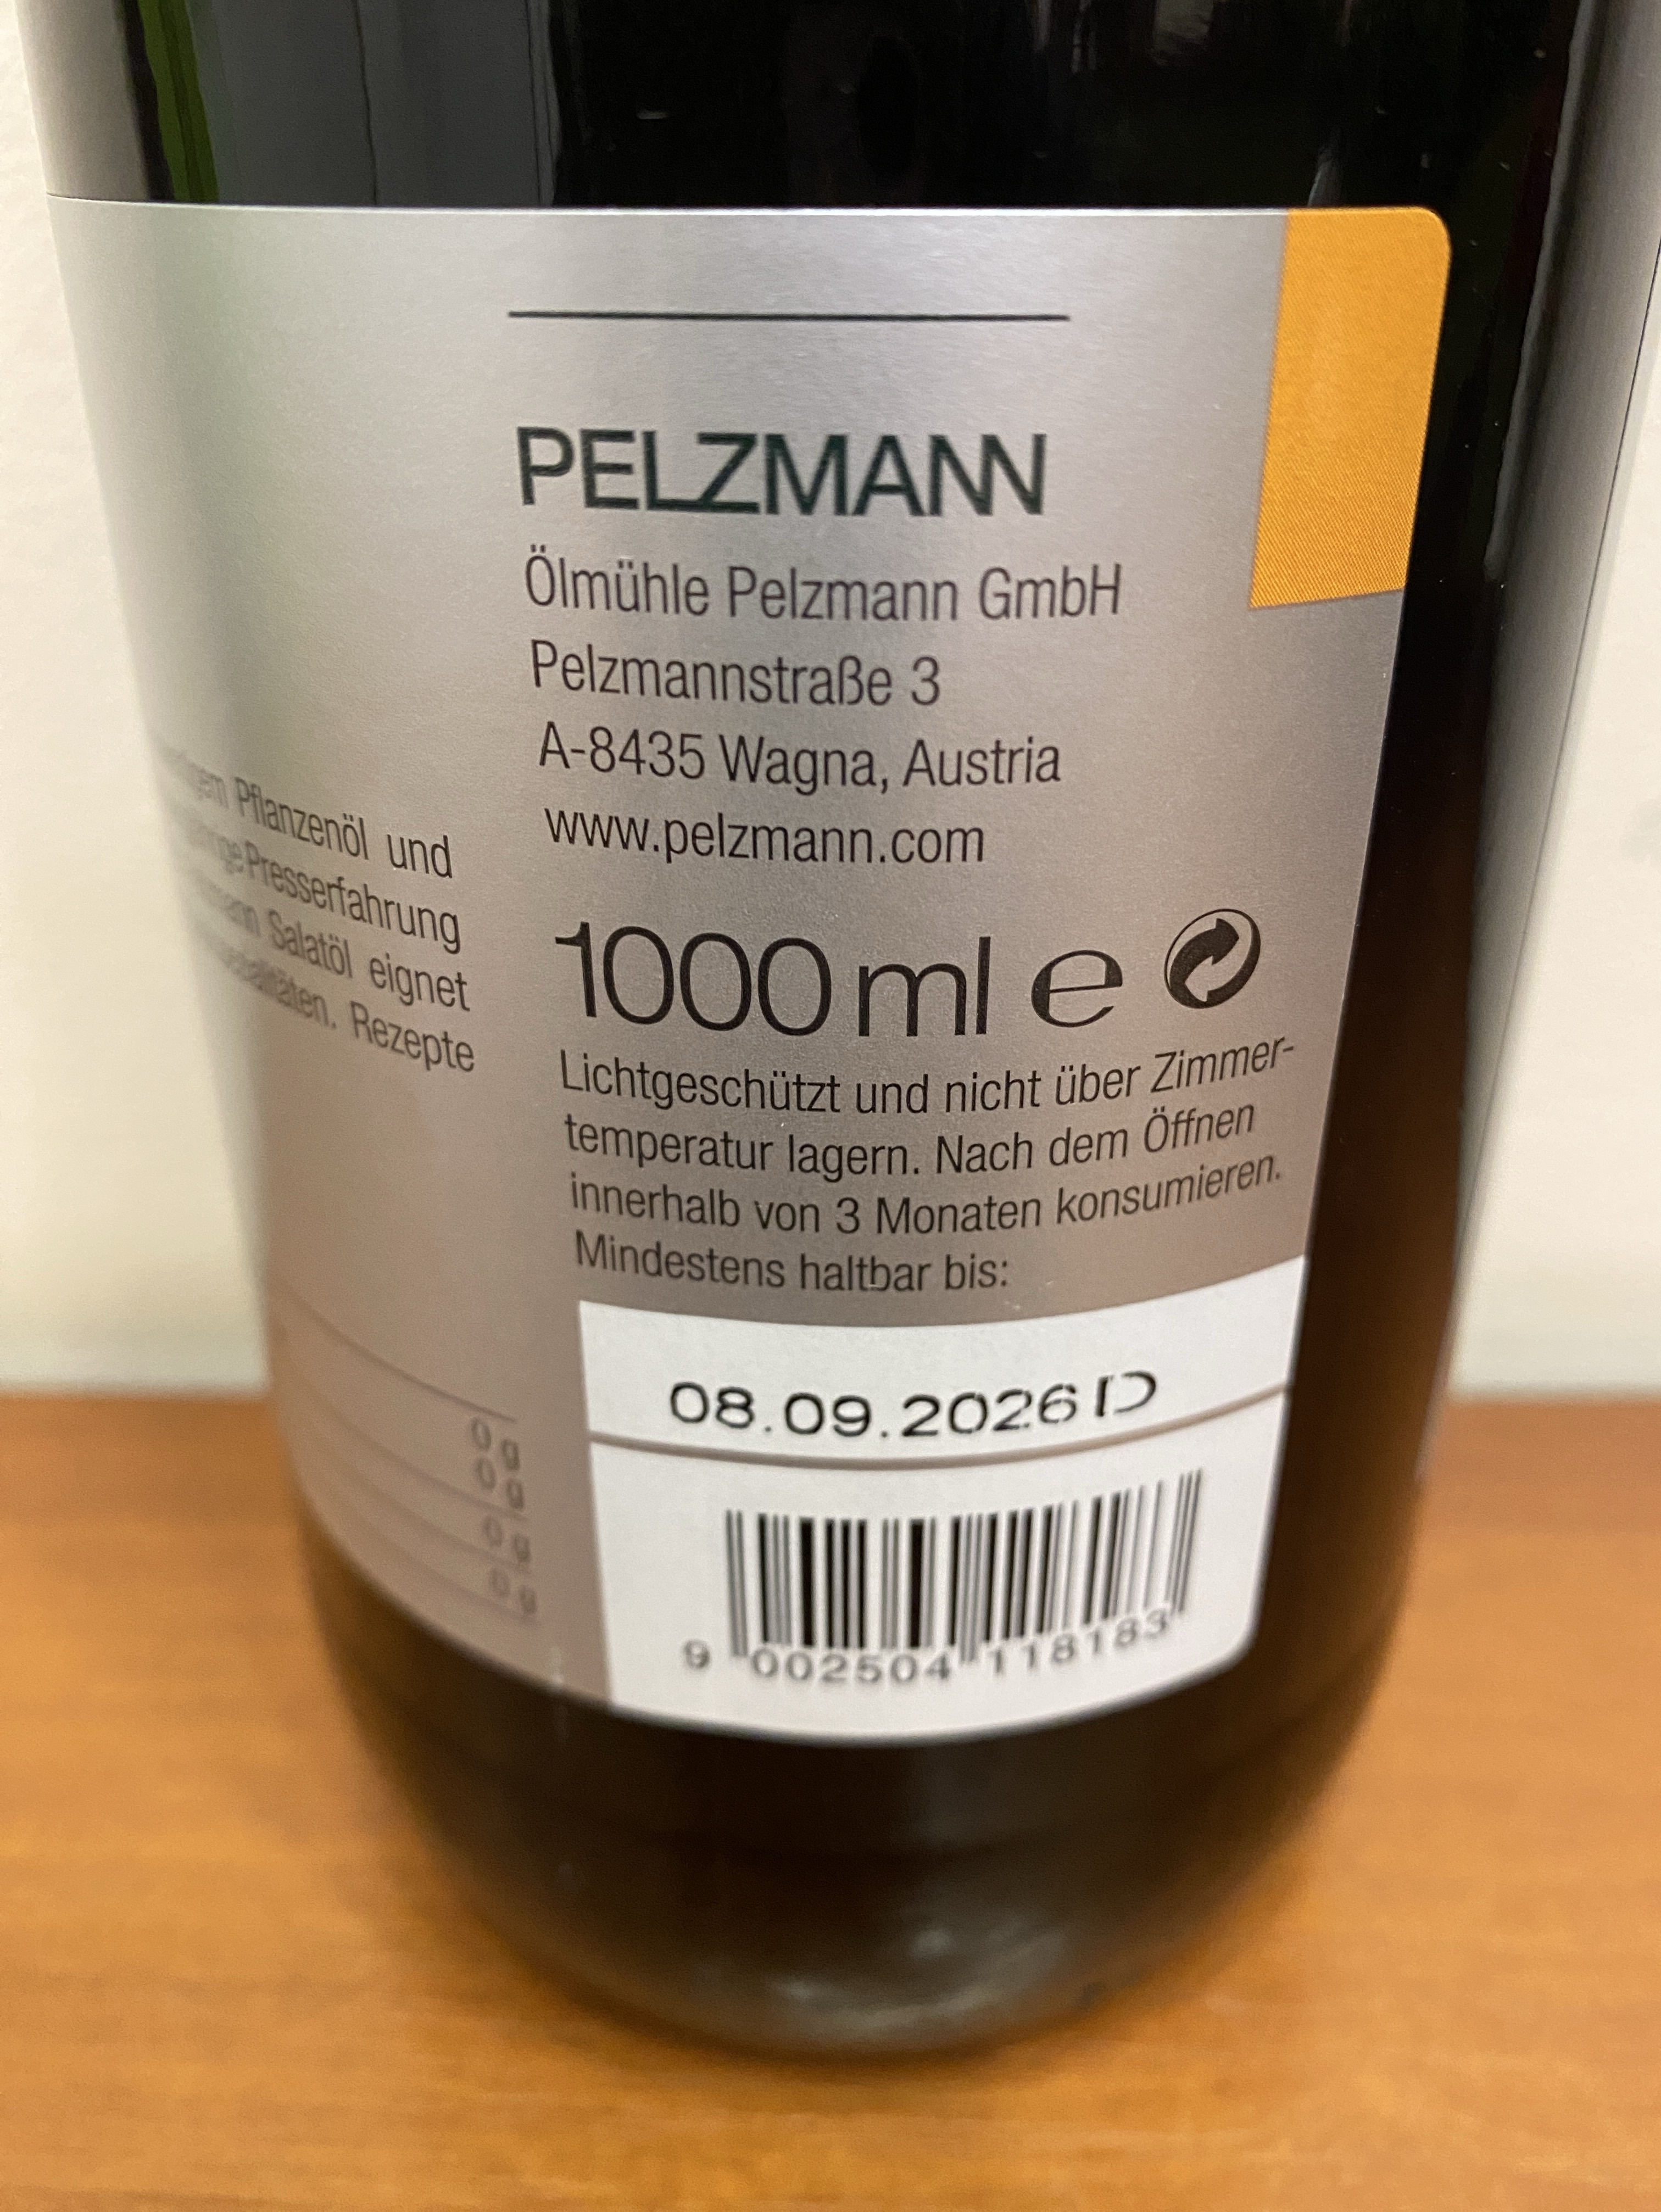 PELZMANN
Ölmühle Pelzmann GmbH
Pelzmannstraße 3
A-8435 Wagna, Austria
www.pelzmann.com
Pflanzenöl und
Presserfahrung
Salatöl eignet
Rezepte
1000 ml e
Lichtgeschützt und nicht über Zimmer-
temperatur lagern. Nach dem Öffnen
innerhalb von 3 Monaten konsumieren.
Mindestens haltbar bis:
08.09.2026 D
0 g
0 g
0 g
0 g
9 002504 118183